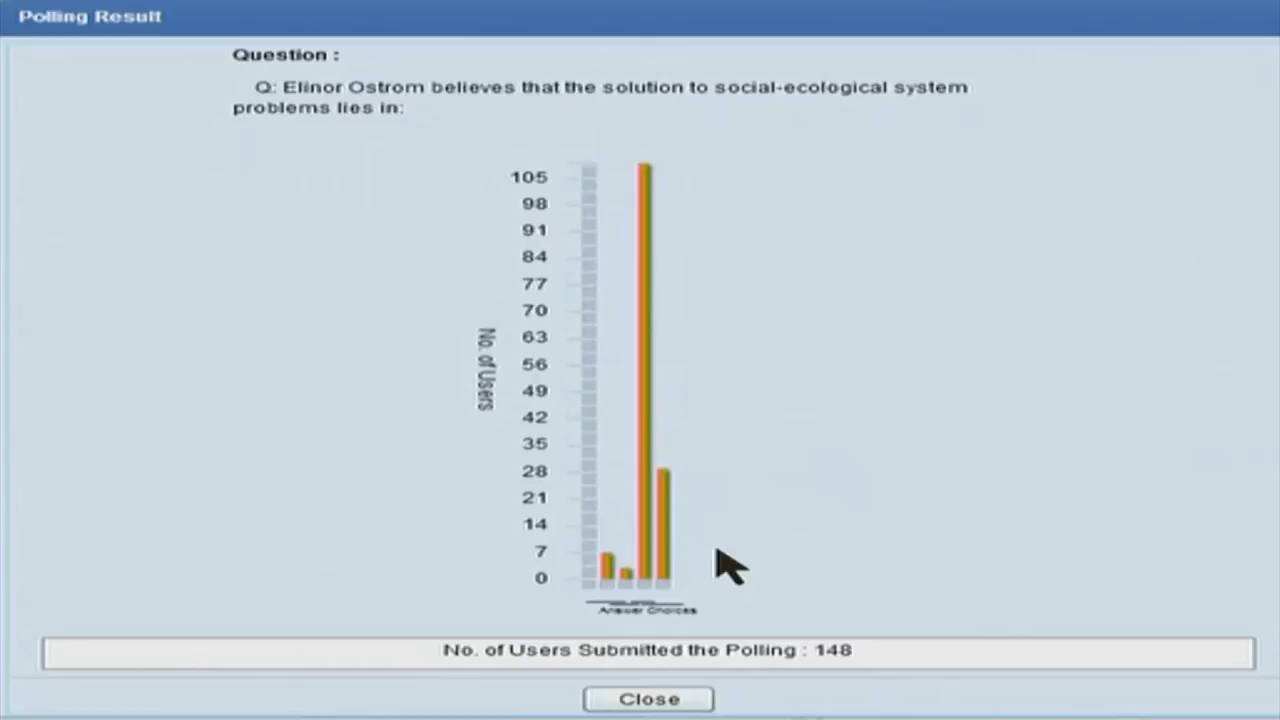 Polling Result
Question :
Q: Elinor Ostrom believes that the solution to social-ecological system
problems lies in:
105
98
91
84
77
70
63
56
49
42
35
28
21
14
7
0
No. of Users
Answer Choices
No. of Users Submitted the Polling : 148
Close